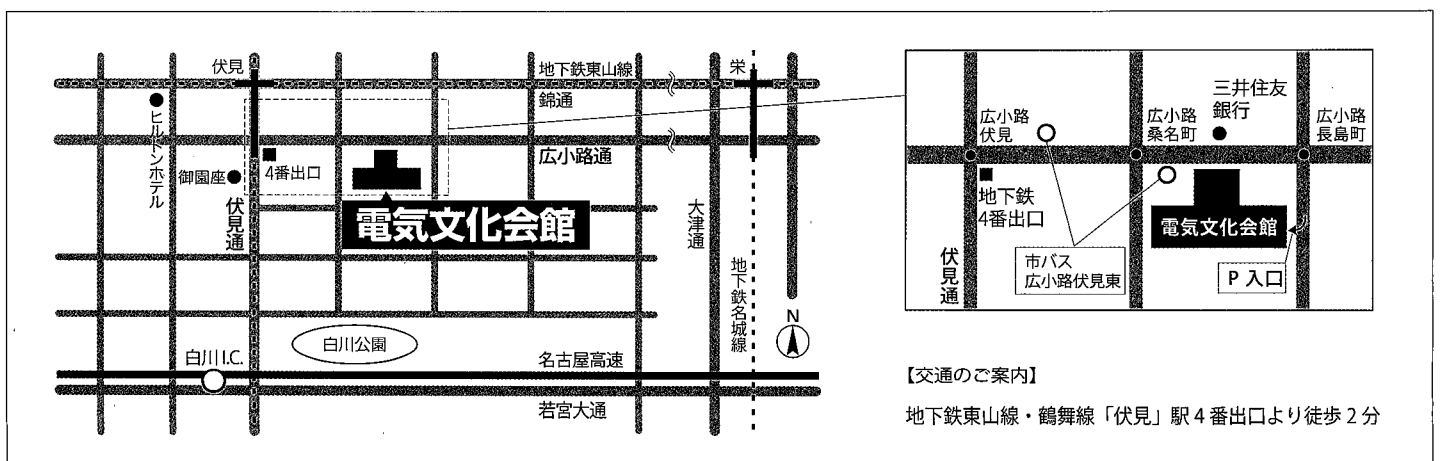 伏見
地下鉄東山線
栄
錦通
ヒルトンホテル
広小路通
4番出口
御園座
伏見通
電気文化会館
大津通
地下鉄名城線
N
白川公園
白川I.C.
名古屋高速
若宮大通
三井住友
銀行
広小路
伏見
広小路
桑名町
広小路
長島町
地下鉄
4番出口
電気文化会館
伏見通
市バス
広小路伏見東
P 入口
【交通のご案内】
地下鉄東山線・鶴舞線「伏見」駅4番出口より徒歩2分